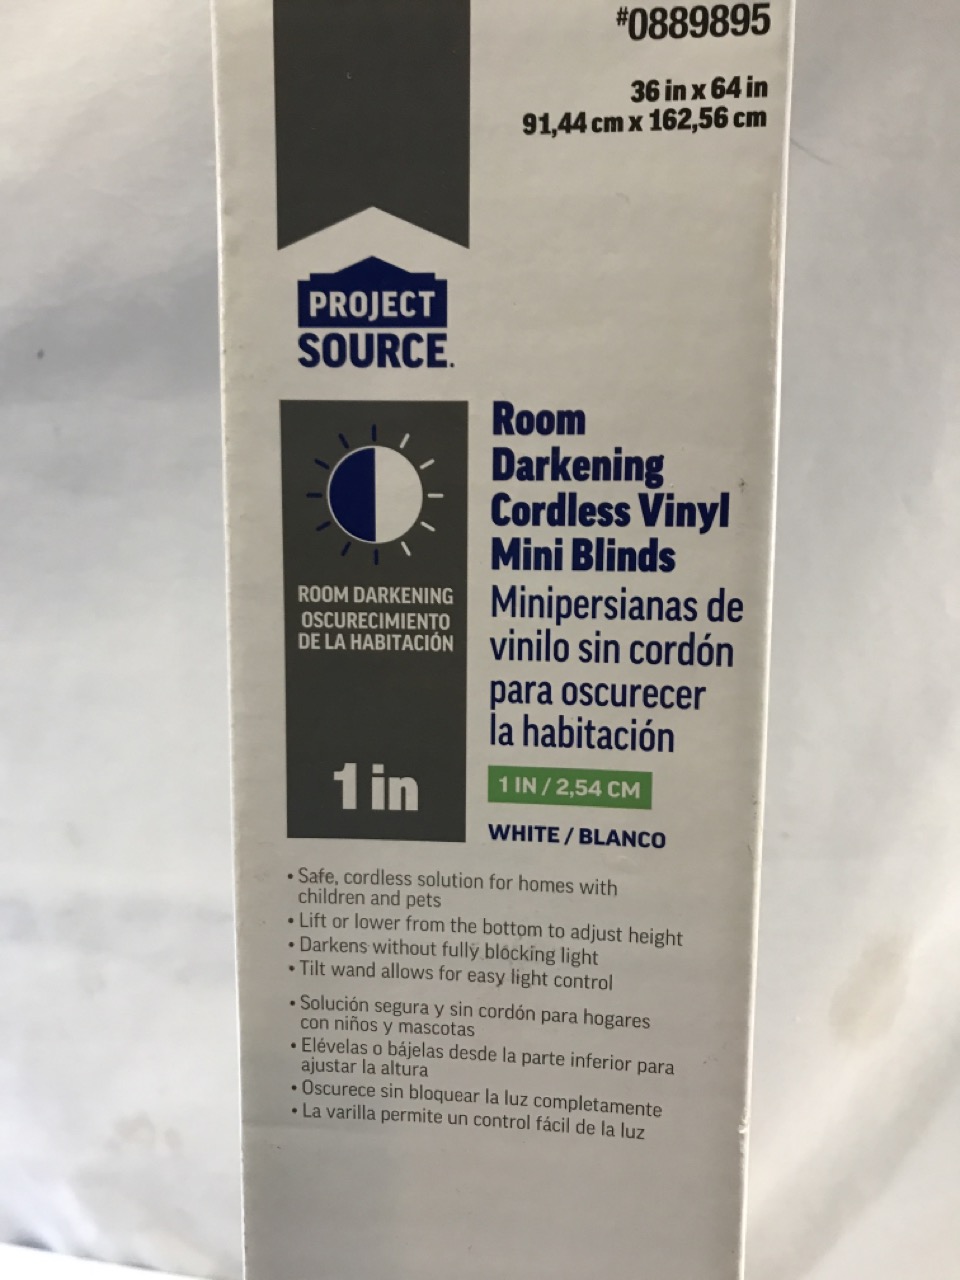 #0889895
36 in x 64 in
91,44 cm x 162,56 cm
PROJECT
SOURCE.
ROOM DARKENING
OSCURECIMIENTO
DE LA HABITACIÓN
1 in
Room
Darkening
Cordless Vinyl
Mini Blinds
Minipersianas de
vinilo sin cordón
para oscurecer
la habitación
1 IN / 2,54 CM
WHITE / BLANCO
• Safe, cordless solution for homes with
children and pets
• Lift or lower from the bottom to adjust height
• Darkens without fully blocking light
• Tilt wand allows for easy light control
• Solución segura y sin cordón para hogares
con niños y mascotas
• Elévelas o bájelas desde la parte inferior para
ajustar la altura
• Oscurece sin bloquear la luz completamente
• La varilla permite un control fácil de la luz